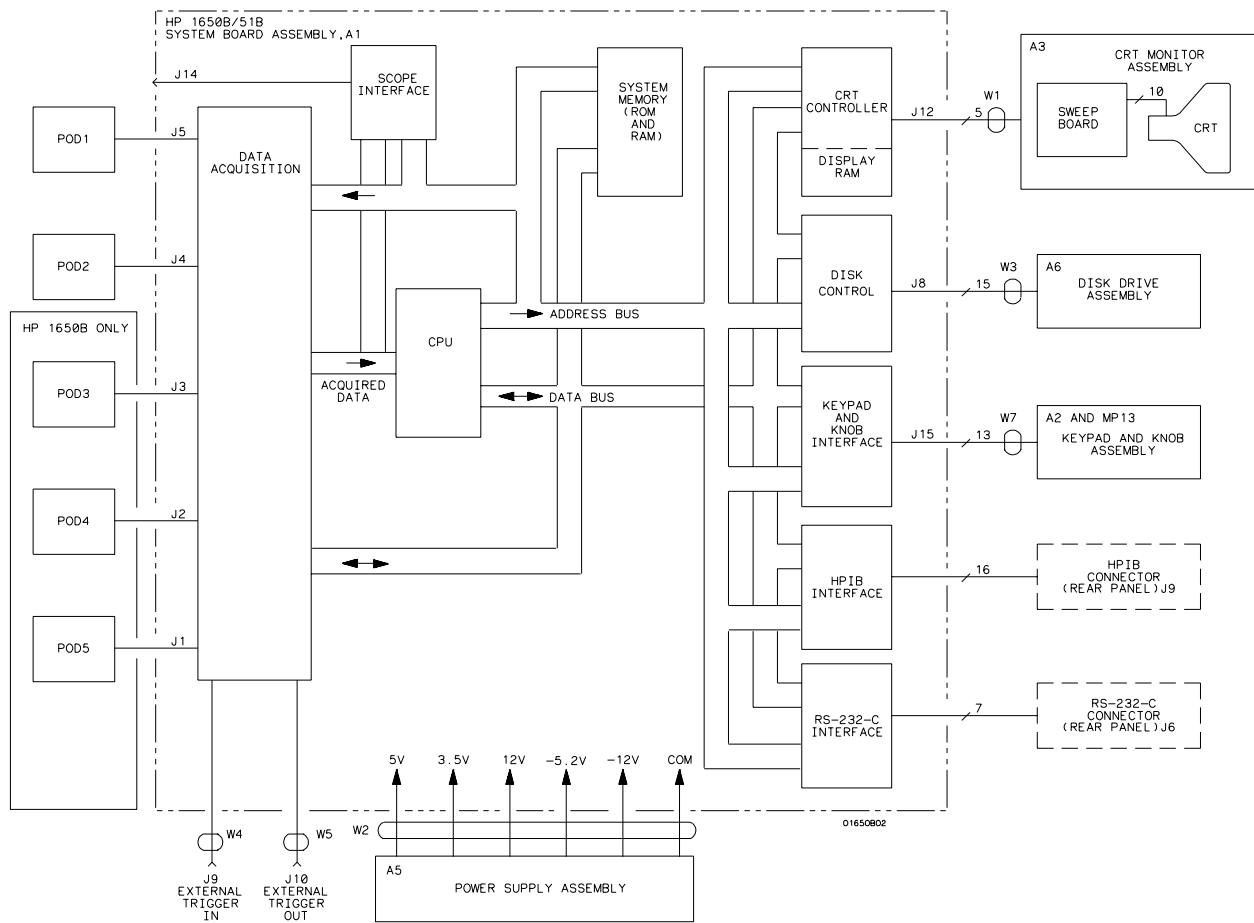 HP 1650B/51B
SYSTEM BOARD ASSEMBLY,A1
J14
SCOPE
INTERFACE
SYSTEM
MEMORY
(ROM
AND
RAM)
CRT
CONTROLLER
DISPLAY
RAM
J12
5
W1
A3
CRT MONITOR
ASSEMBLY
10
SWEEP
BOARD
CRT
POD1
J5
DATA
ACQUISITION
POD2
J4
HP 1650B ONLY
POD3
J3
POD4
J2
POD5
J1
CPU
ACQUIRED
DATA
ADDRESS BUS
DATA BUS
DISK
CONTROL
J8
15
W3
A6
DISK DRIVE
ASSEMBLY
KEYPAD
AND
KNOB
INTERFACE
J15
13
W7
A2 AND MP13
KEYPAD AND KNOB
ASSEMBLY
HPIB
INTERFACE
16
HPIB
CONNECTOR
(REAR PANEL)J9
RS-232-C
INTERFACE
7
RS-232-C
CONNECTOR
(REAR PANEL)J6
5V
3.5V
12V
-5.2V
-12V
COM
01650B02
W4
W5
W2
J9
EXTERNAL
TRIGGER
IN
J10
EXTERNAL
TRIGGER
OUT
A5
POWER SUPPLY ASSEMBLY